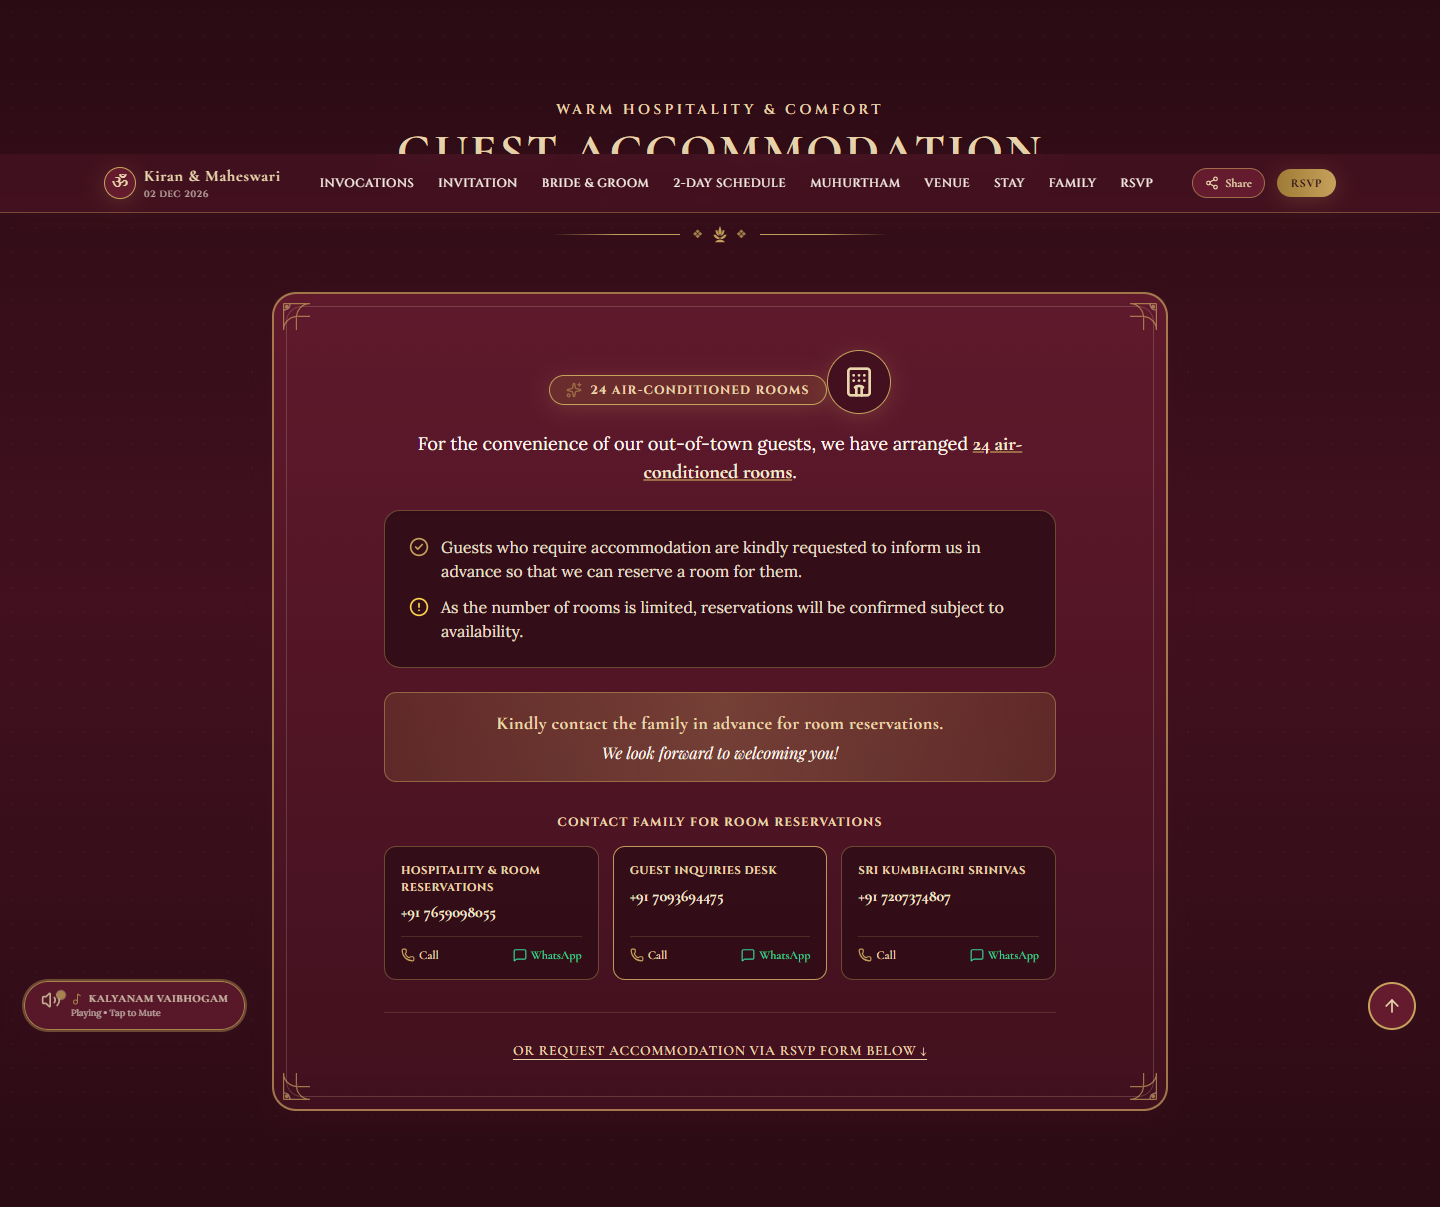 WARM HOSPITALITY & COMFORT
GUEST ACCOMMODATION
ॐ
Kiran & Maheswari
02 DEC 2026
INVOCATIONS
INVITATION
BRIDE & GROOM
2-DAY SCHEDULE
MUHURTHAM
VENUE
STAY
FAMILY
RSVP
Share
RSVP
24 AIR-CONDITIONED ROOMS
For the convenience of our out-of-town guests, we have arranged 24 air-
conditioned rooms.
Guests who require accommodation are kindly requested to inform us in
advance so that we can reserve a room for them.
As the number of rooms is limited, reservations will be confirmed subject to
availability.
Kindly contact the family in advance for room reservations.
We look forward to welcoming you!
CONTACT FAMILY FOR ROOM RESERVATIONS
HOSPITALITY & ROOM
RESERVATIONS
+91 7659098055
Call
WhatsApp
GUEST INQUIRIES DESK
+91 7093694475
Call
WhatsApp
SRI KUMBHAGIRI SRINIVAS
+91 7207374807
Call
WhatsApp
KALYANAM VAIBHOGAM
Playing • Tap to Mute
OR REQUEST ACCOMMODATION VIA RSVP FORM BELOW ↓